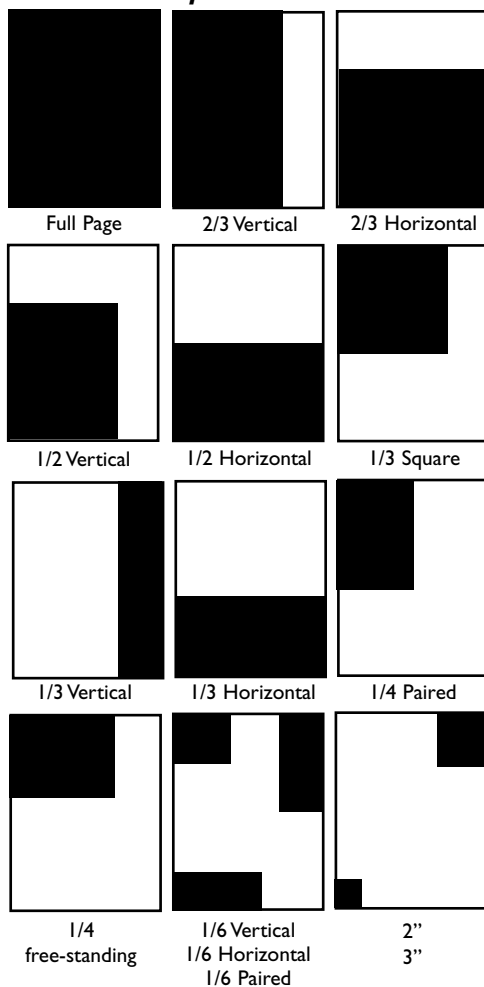 Full Page
2/3 Vertical
2/3 Horizontal
1/2 Vertical
1/2 Horizontal
1/3 Square
1/3 Vertical
1/3 Horizontal
1/4 Paired
1/4
free-standing
1/6 Vertical
1/6 Horizontal
1/6 Paired
2”
3”